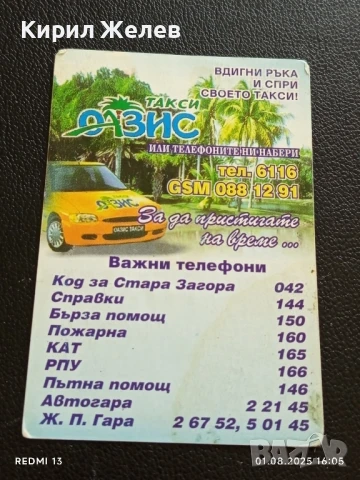 Кирил Желев
ВДИГНИ РЪКА
И СПРИ
СВОЕТО ТАКСИ!
ТАКСИ
ОАЗИС
ИЛИ ТЕЛЕФОНИТЕ НИ НАБЕРИ
тел. 6116
GSM 088 12 91
ОАЗИС
ОАЗИС ТАКСИ
За да пристигате
на време ...
Важни телефони
Код за Стара Загора 042
Справки 144
Бърза помощ 150
Пожарна 160
КАТ 165
РПУ 166
Пътна помощ 146
Автогара 2 21 45
Ж. П. Гара 2 67 52, 5 01 45
REDMI 13
01.08.2025 16:05
BAZAR